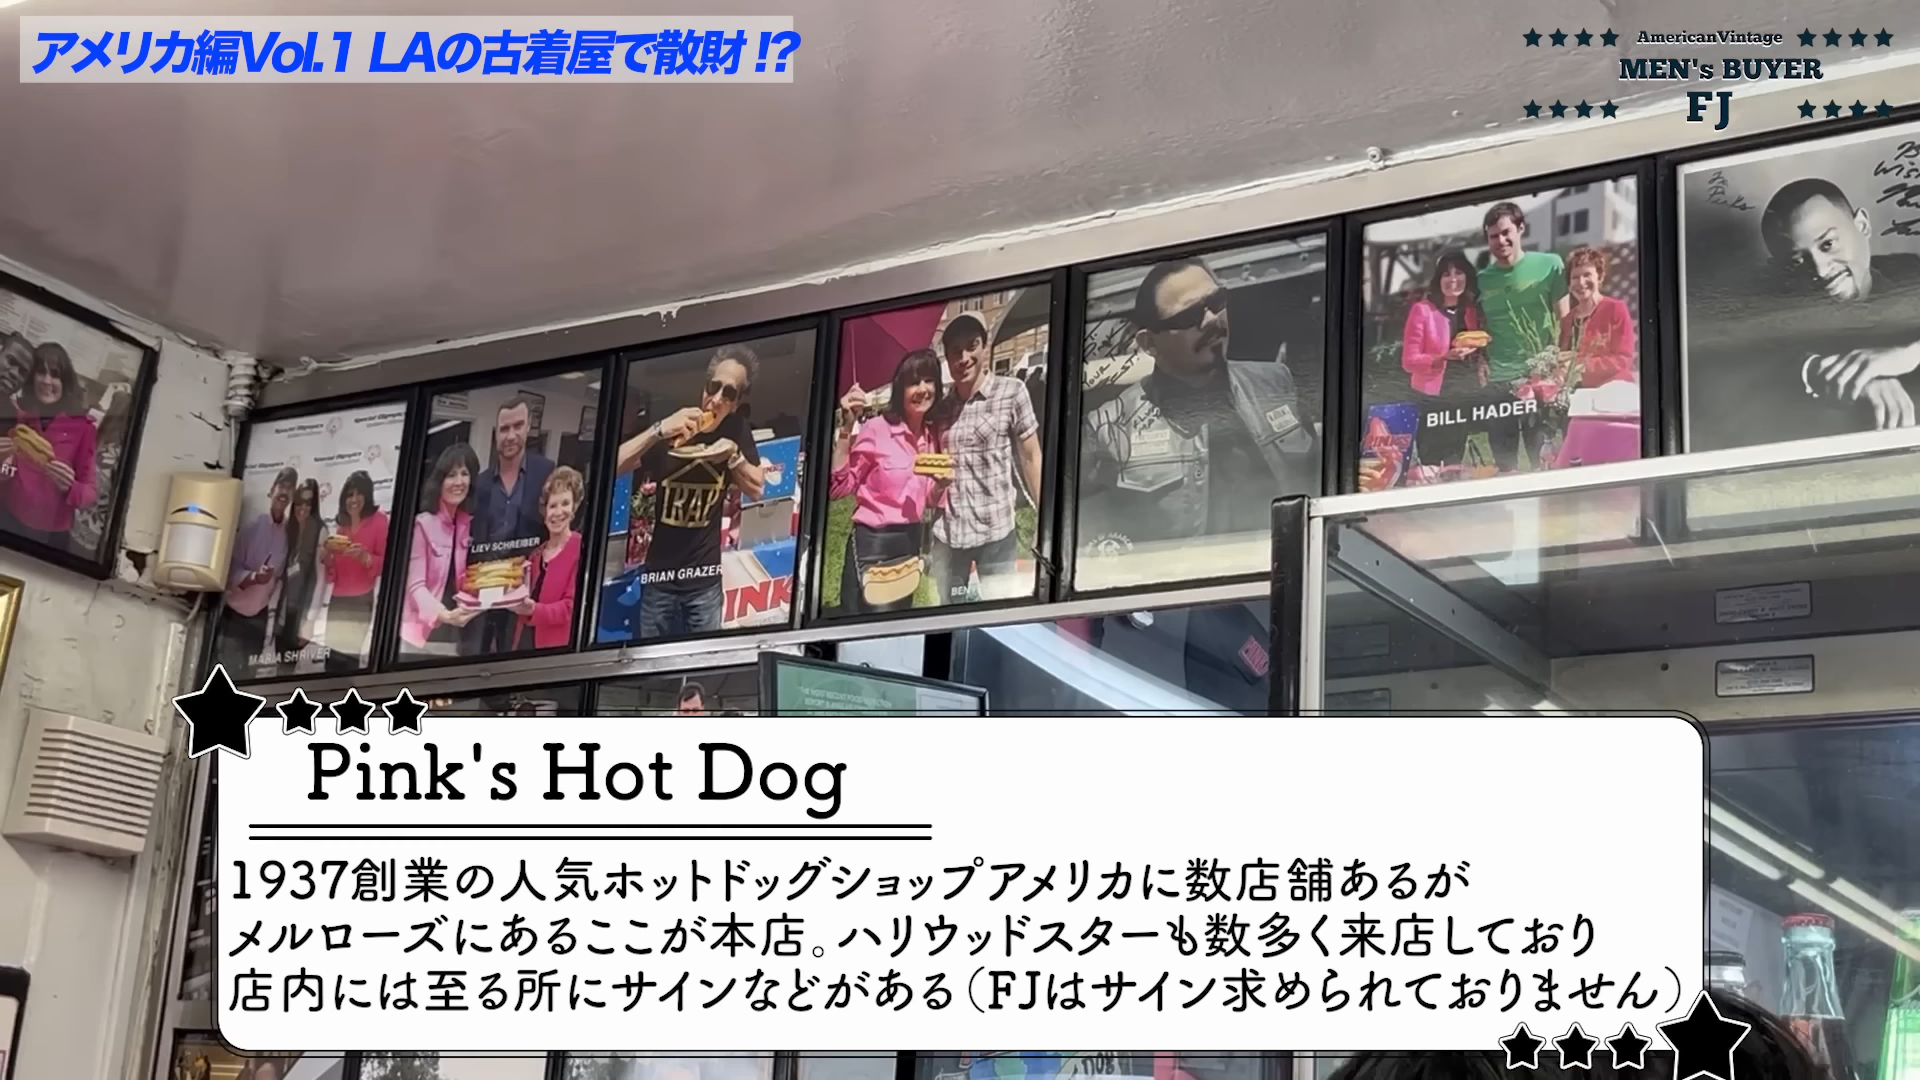 アメリカ編Vol.1 LAの古着屋で散財!?
★★★★ AmericanVintage ★★★★
MEN's BUYER
★★★★ FJ ★★★★
BILL HADER
LIEV SCHREIBER
BRIAN GRAZER
TRAP
MARIA SHRIVER
Special Olympics
Pink's Hot Dog
1937創業の人気ホットドッグショップアメリカに数店舗あるが
メルローズにあるここが本店。ハリウッドスターも数多く来店しており
店内には至る所にサインなどがある(FJはサイン求められておりません)